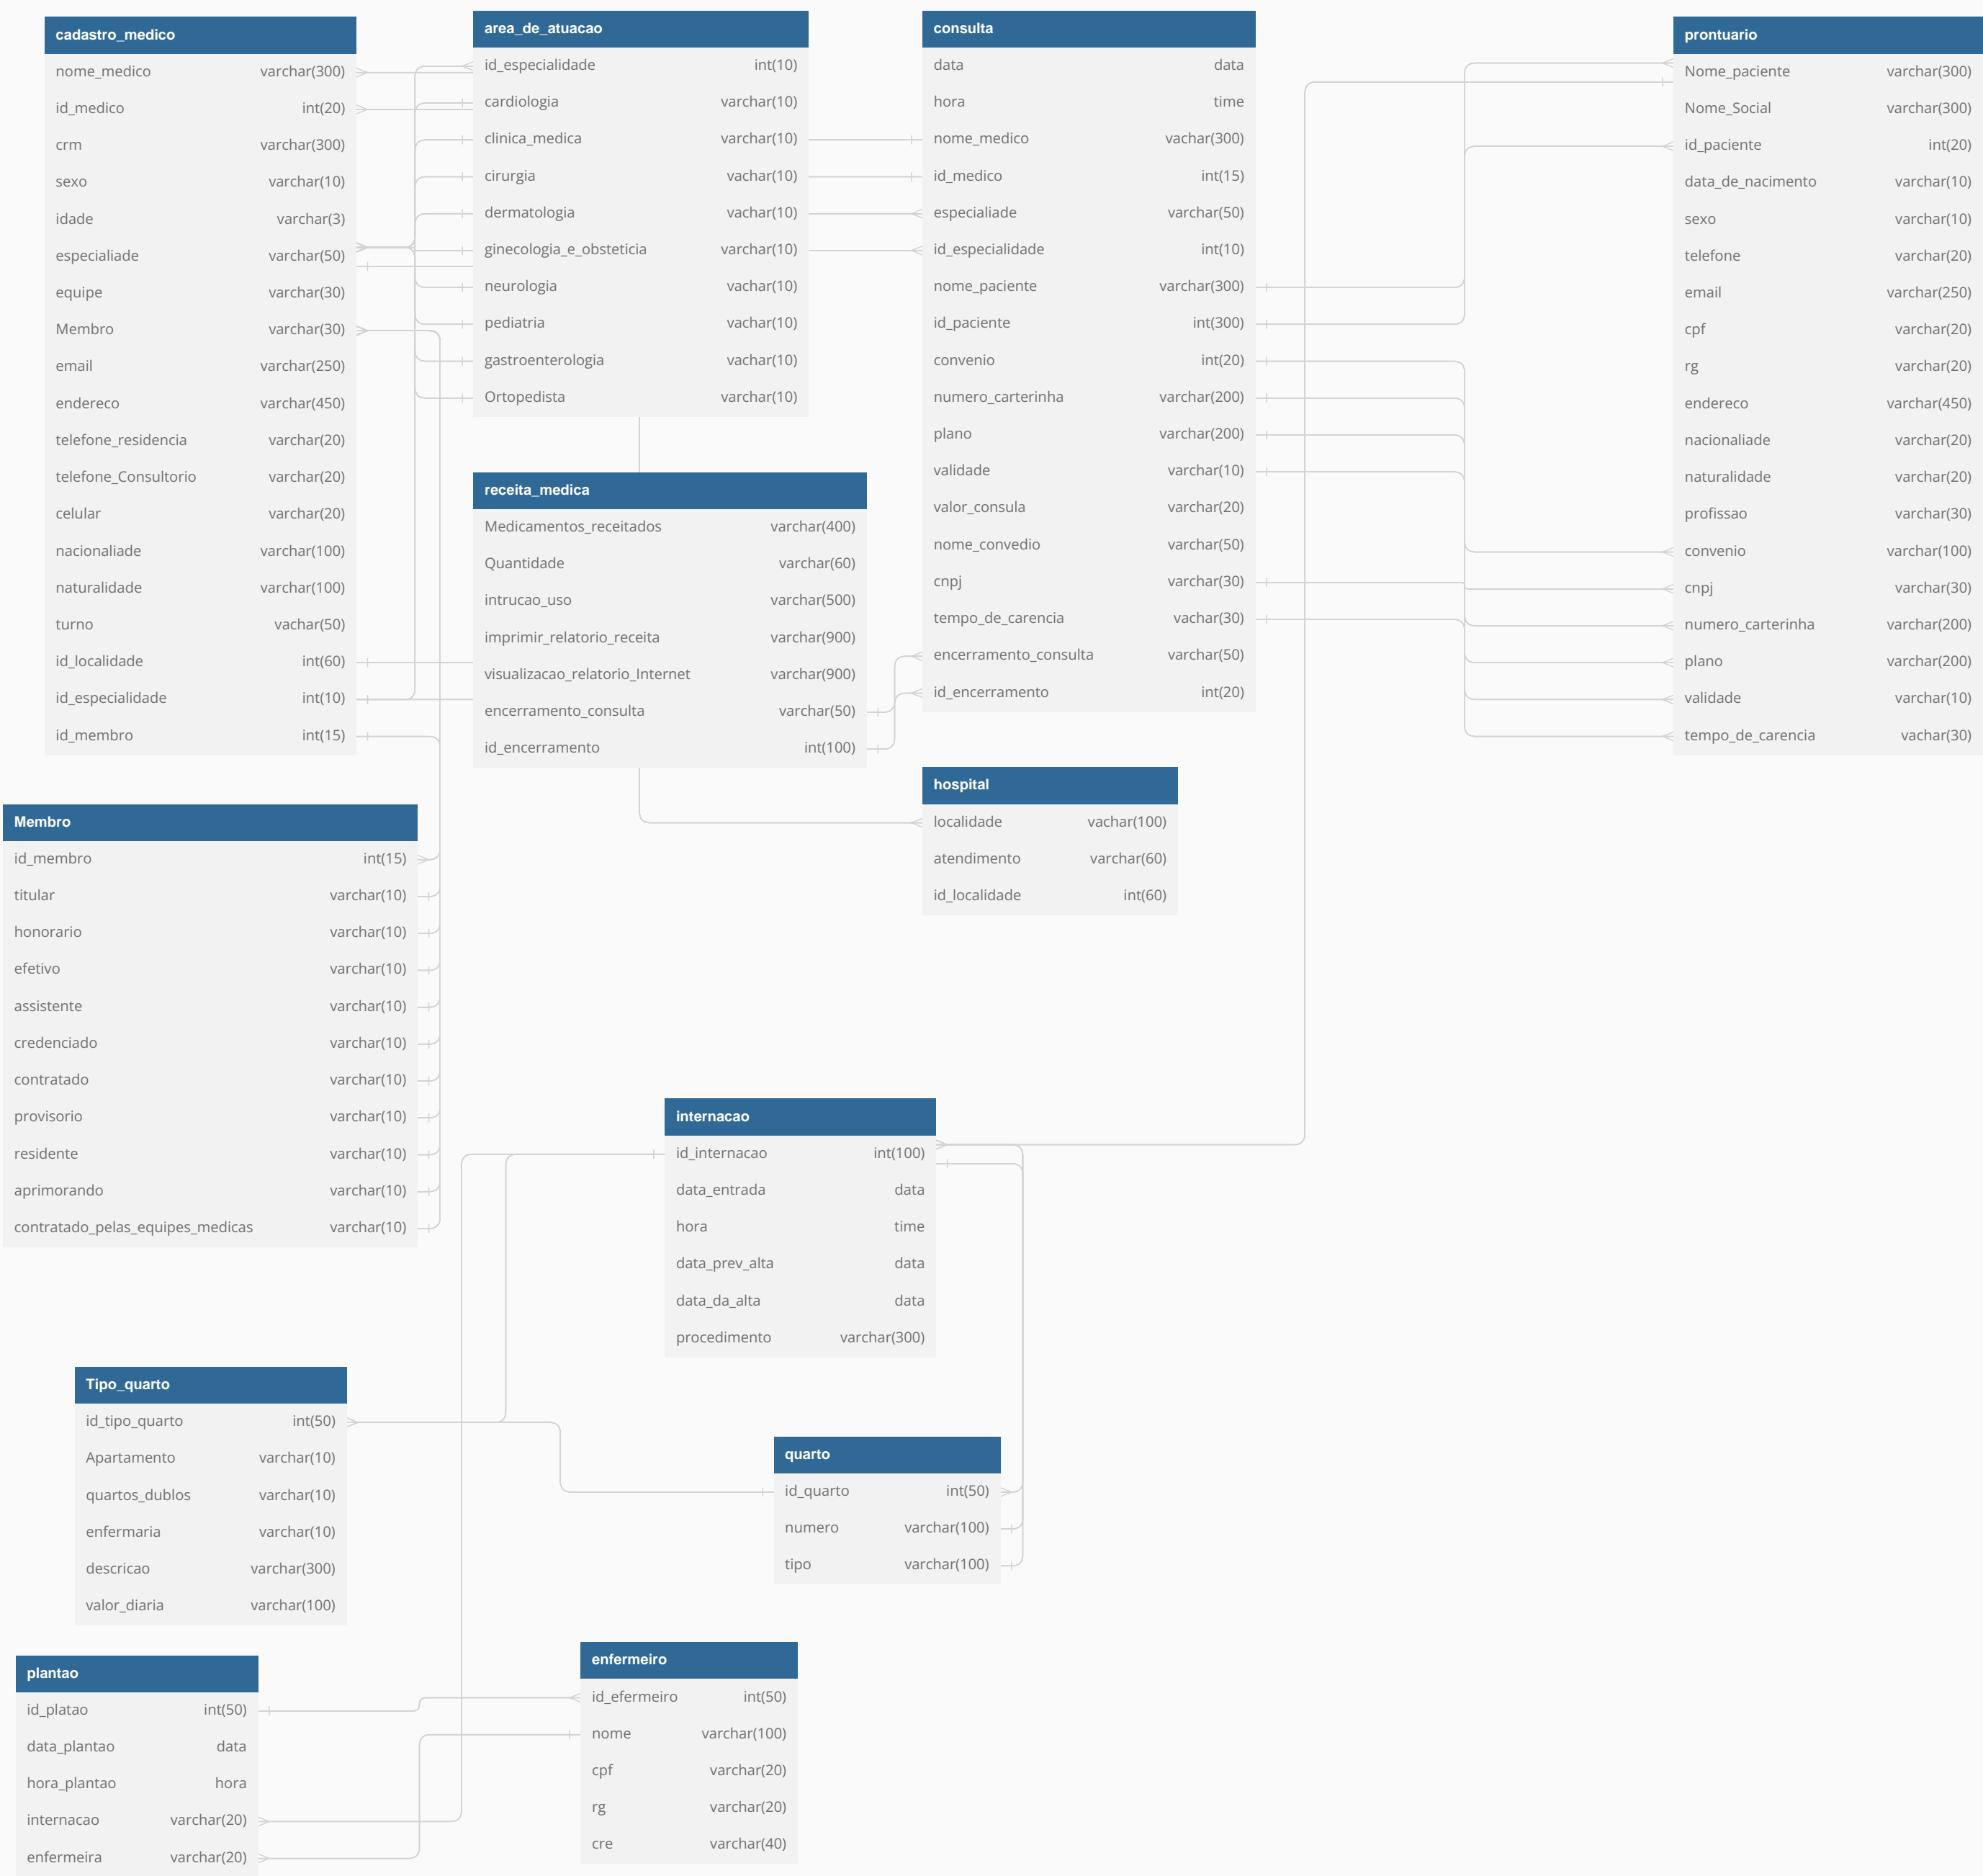 cadastro_medico
nome_medico varchar(300)
id_medico int(20)
crm varchar(300)
sexo varchar(10)
idade varchar(3)
especialiade varchar(50)
equipe varchar(30)
Membro varchar(30)
email varchar(250)
endereco varchar(450)
telefone_residencia varchar(20)
telefone_Consultorio varchar(20)
celular varchar(20)
nacionaliade varchar(100)
naturalidade varchar(100)
turno vachar(50)
id_localidade int(60)
id_especialidade int(10)
id_membro int(15)
area_de_atuacao
id_especialidade int(10)
cardiologia varchar(10)
clinica_medica varchar(10)
cirurgia vachar(10)
dermatologia vachar(10)
ginecologia_e_obsteticia varchar(10)
neurologia vachar(10)
pediatria vachar(10)
gastroenterologia vachar(10)
Ortopedista varchar(10)
consulta
data data
hora time
nome_medico vachar(300)
id_medico int(15)
especialiade varchar(50)
id_especialidade int(10)
nome_paciente varchar(300)
id_paciente int(300)
convenio int(20)
numero_carterinha varchar(200)
plano varchar(200)
validade varchar(10)
valor_consula varchar(20)
nome_convedio varchar(50)
cnpj varchar(30)
tempo_de_carencia vachar(30)
encerramento_consulta varchar(50)
id_encerramento int(20)
prontuario
Nome_paciente varchar(300)
Nome_Social varchar(300)
id_paciente int(20)
data_de_nacimento varchar(10)
sexo varchar(10)
telefone varchar(20)
email varchar(250)
cpf varchar(20)
rg varchar(20)
endereco varchar(450)
nacionaliade varchar(20)
naturalidade varchar(20)
profissao varchar(30)
convenio varchar(100)
cnpj varchar(30)
numero_carterinha varchar(200)
plano varchar(200)
validade varchar(10)
tempo_de_carencia vachar(30)
receita_medica
Medicamentos_receitados varchar(400)
Quantidade varchar(60)
intrucao_uso varchar(500)
imprimir_relatorio_receita varchar(900)
visualizacao_relatorio_Internet varchar(900)
encerramento_consulta varchar(50)
id_encerramento int(100)
hospital
localidade vachar(100)
atendimento varchar(60)
id_localidade int(60)
Membro
id_membro int(15)
titular varchar(10)
honorario varchar(10)
efetivo varchar(10)
assistente varchar(10)
credenciado varchar(10)
contratado varchar(10)
provisorio varchar(10)
residente varchar(10)
aprimorando varchar(10)
contratado_pelas_equipes_medicas varchar(10)
internacao
id_internacao int(100)
data_entrada data
hora time
data_prev_alta data
data_da_alta data
procedimento varchar(300)
Tipo_quarto
id_tipo_quarto int(50)
Apartamento varchar(10)
quartos_dublos varchar(10)
enfermaria varchar(10)
descricao varchar(300)
valor_diaria varchar(100)
quarto
id_quarto int(50)
numero varchar(100)
tipo varchar(100)
plantao
id_platao int(50)
data_plantao data
hora_plantao hora
internacao varchar(20)
enfermeira varchar(20)
enfermeiro
id_efermeiro int(50)
nome varchar(100)
cpf varchar(20)
rg varchar(20)
cre varchar(40)